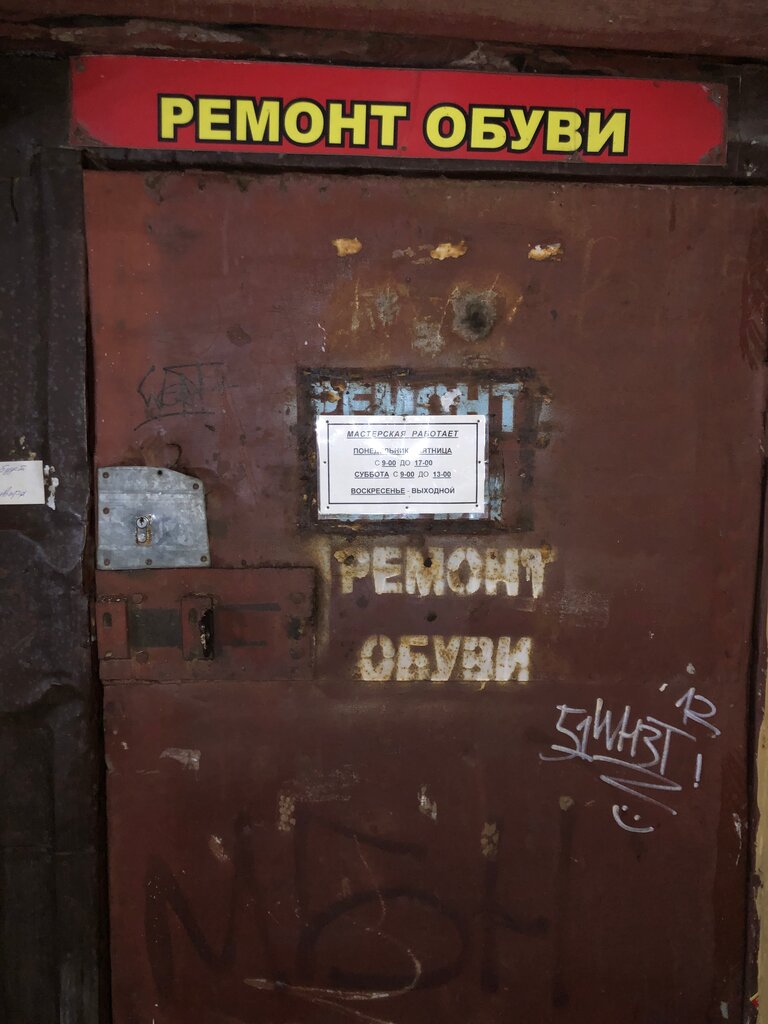 РЕМОНТ ОБУВИ
РЕМОНТ
МАСТЕРСКАЯ РАБОТАЕТ
ПОНЕДЕЛЬНИК ПЯТНИЦА
С 9-00 ДО 17-00
СУББОТА С 9-00 ДО 13-00
ВОСКРЕСЕНЬЕ - ВЫХОДНОЙ
РЕМОНТ
ОБУВИ